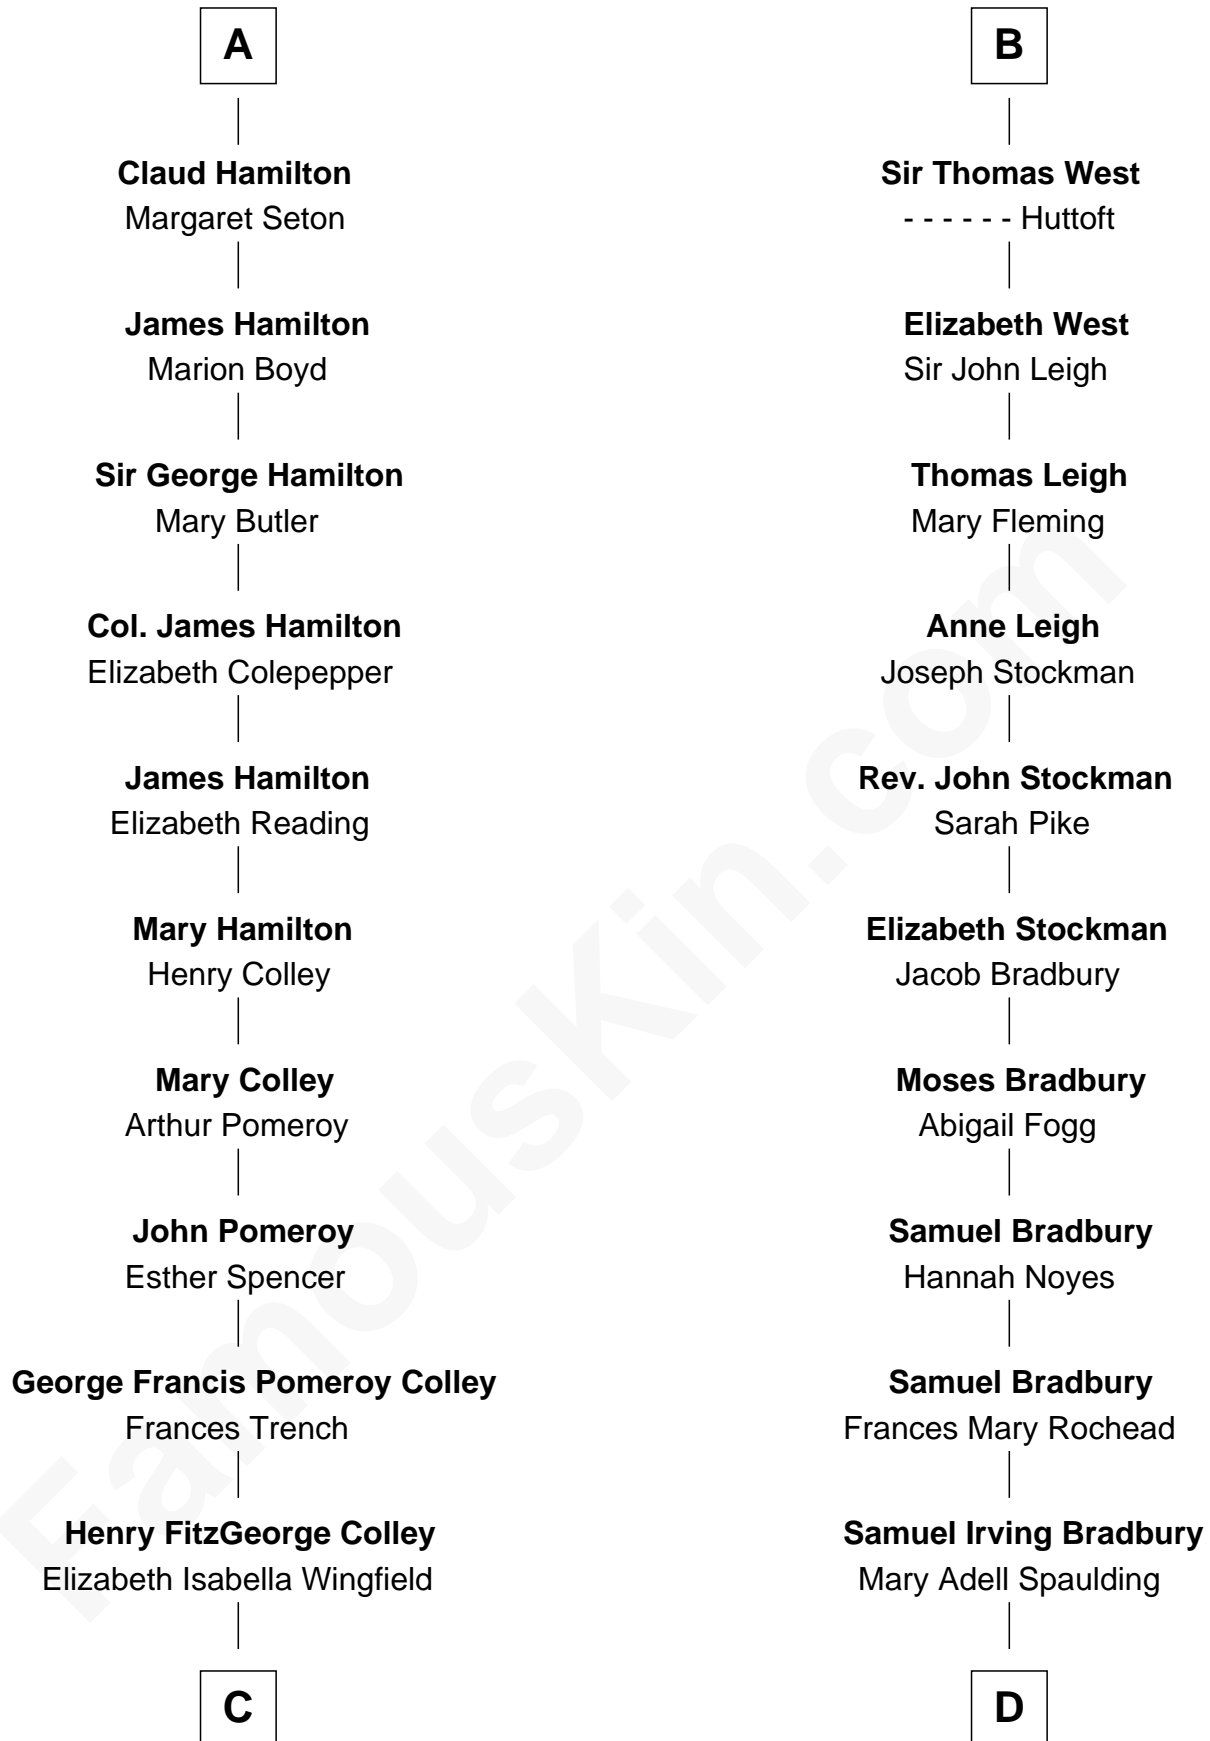 A
Claud Hamilton
Margaret Seton
James Hamilton
Marion Boyd
Sir George Hamilton
Mary Butler
Col. James Hamilton
Elizabeth Colepepper
James Hamilton
Elizabeth Reading
Mary Hamilton
Henry Colley
Mary Colley
Arthur Pomeroy
John Pomeroy
Esther Spencer
George Francis Pomeroy Colley
Frances Trench
Henry FitzGeorge Colley
Elizabeth Isabella Wingfield
C
B
Sir Thomas West
- - - - - - Huttoft
Elizabeth West
Sir John Leigh
Thomas Leigh
Mary Fleming
Anne Leigh
Joseph Stockman
Rev. John Stockman
Sarah Pike
Elizabeth Stockman
Jacob Bradbury
Moses Bradbury
Abigail Fogg
Samuel Bradbury
Hannah Noyes
Samuel Bradbury
Frances Mary Rochead
Samuel Irving Bradbury
Mary Adell Spaulding
D
FamousKin.com